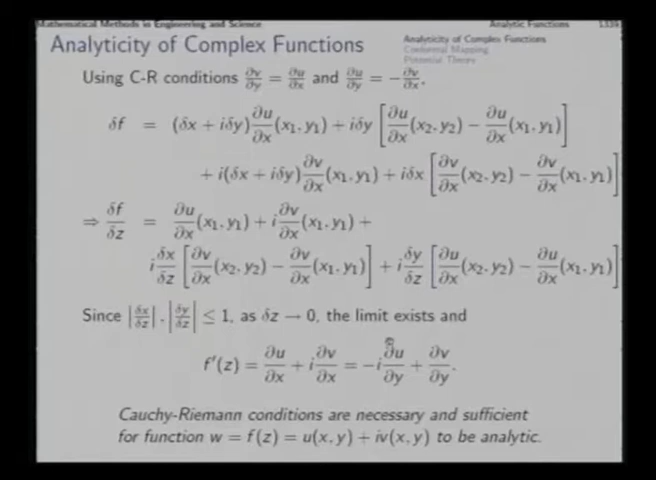 Mathematical Methods in Engineering and Science Analytic Functions
Analyticity of Complex Functions
Analyticity of Complex Functions
Conformal Mapping
Potential Theory
Using C-R conditions ∂v/∂y = ∂u/∂x and ∂u/∂y = −∂v/∂x,
δf = (δx + iδy) ∂u/∂x (x₁, y₁) + iδy [∂u/∂x (x₂, y₂) − ∂u/∂x (x₁, y₁)]
+ i(δx + iδy) ∂v/∂x (x₁, y₁) + iδx [∂v/∂x (x₂, y₂) − ∂v/∂x (x₁, y₁)]
⇒ δf/δz = ∂u/∂x (x₁, y₁) + i ∂v/∂x (x₁, y₁) +
i δx/δz [∂v/∂x (x₂, y₂) − ∂v/∂x (x₁, y₁)] + i δy/δz [∂u/∂x (x₂, y₂) − ∂u/∂x (x₁, y₁)]
Since |δx/δz|, |δy/δz| ≤ 1, as δz → 0, the limit exists and
f′(z) = ∂u/∂x + i ∂v/∂x = −i ∂u/∂y + ∂v/∂y.
Cauchy-Riemann conditions are necessary and sufficient
for function w = f(z) = u(x, y) + iv(x, y) to be analytic.